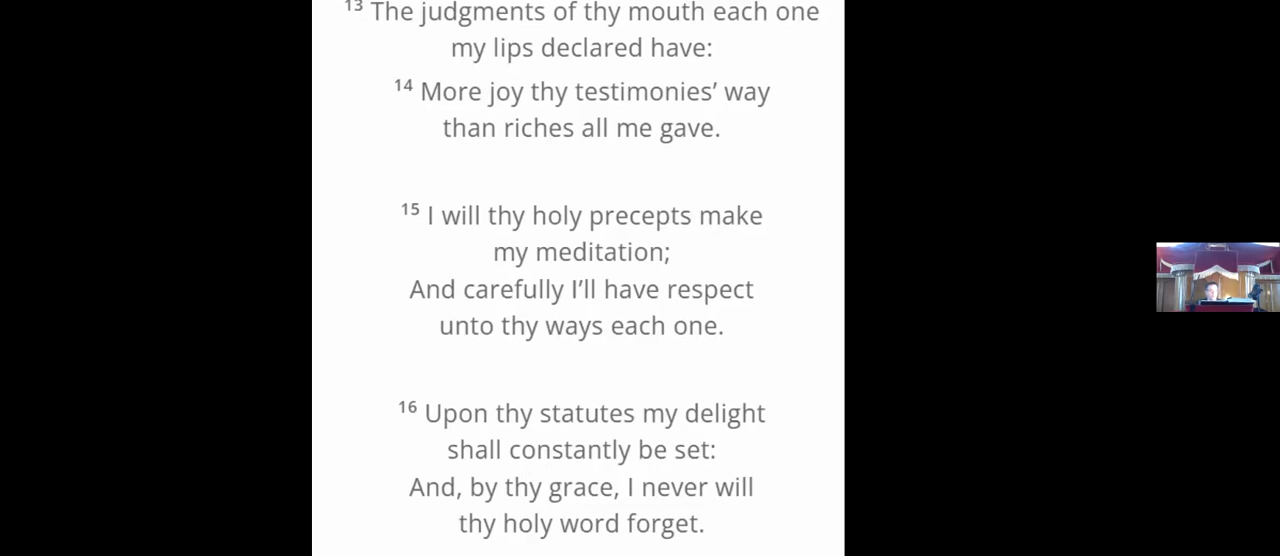 13 The judgments of thy mouth each one
my lips declared have:
14 More joy thy testimonies’ way
than riches all me gave.
15 I will thy holy precepts make
my meditation;
And carefully I’ll have respect
unto thy ways each one.
16 Upon thy statutes my delight
shall constantly be set:
And, by thy grace, I never will
thy holy word forget.